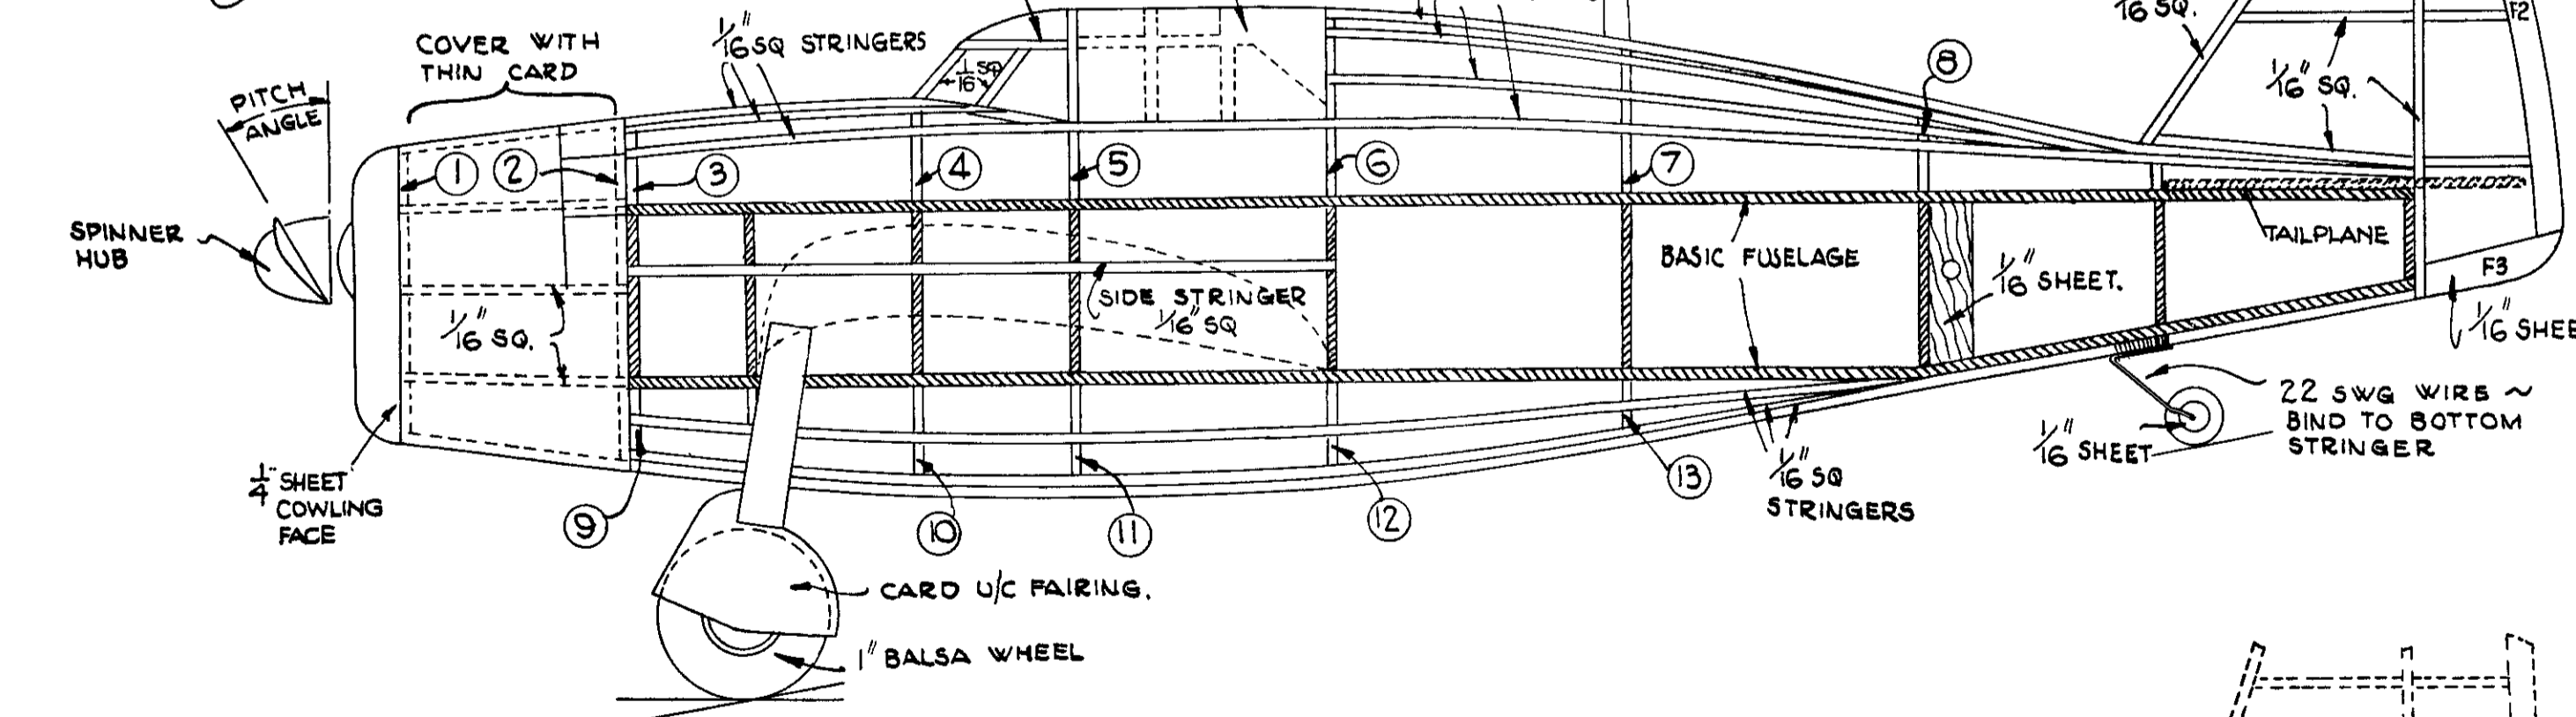 COVER WITH
THIN CARD
1/16" SQ STRINGERS
1/16 SQ
PITCH
ANGLE
SPINNER
HUB
1
2
3
4
5
6
7
8
1/16 SQ.
F2
1/16" SQ.
TAILPLANE
F3
1/16" SHEE
BASIC FUSELAGE
1/16" SHEET.
SIDE STRINGER
1/16" SQ
1/16" SQ.
1/4" SHEET
COWLING
FACE
9
10
11
12
13
1/16" SQ
STRINGERS
1/16" SHEET
22 SWG WIRE ~
BIND TO BOTTOM
STRINGER
CARD U/C FAIRING.
1" BALSA WHEEL